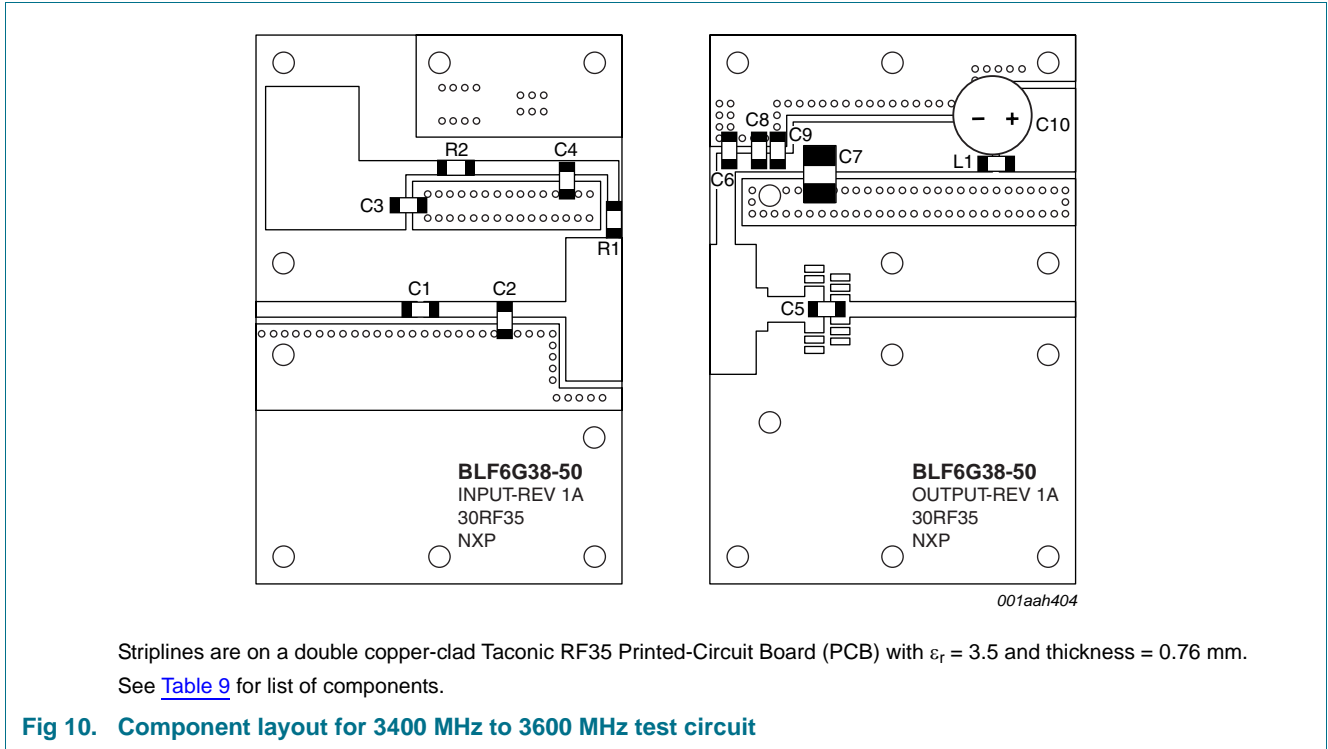 R2
C4
C3
R1
C1
C2
BLF6G38-50
INPUT-REV 1A
30RF35
NXP
C8
C9
C10
C7
C6
L1
− +
C5
BLF6G38-50
OUTPUT-REV 1A
30RF35
NXP
001aah404
Striplines are on a double copper-clad Taconic RF35 Printed-Circuit Board (PCB) with εr = 3.5 and thickness = 0.76 mm.
See Table 9 for list of components.
Fig 10. Component layout for 3400 MHz to 3600 MHz test circuit